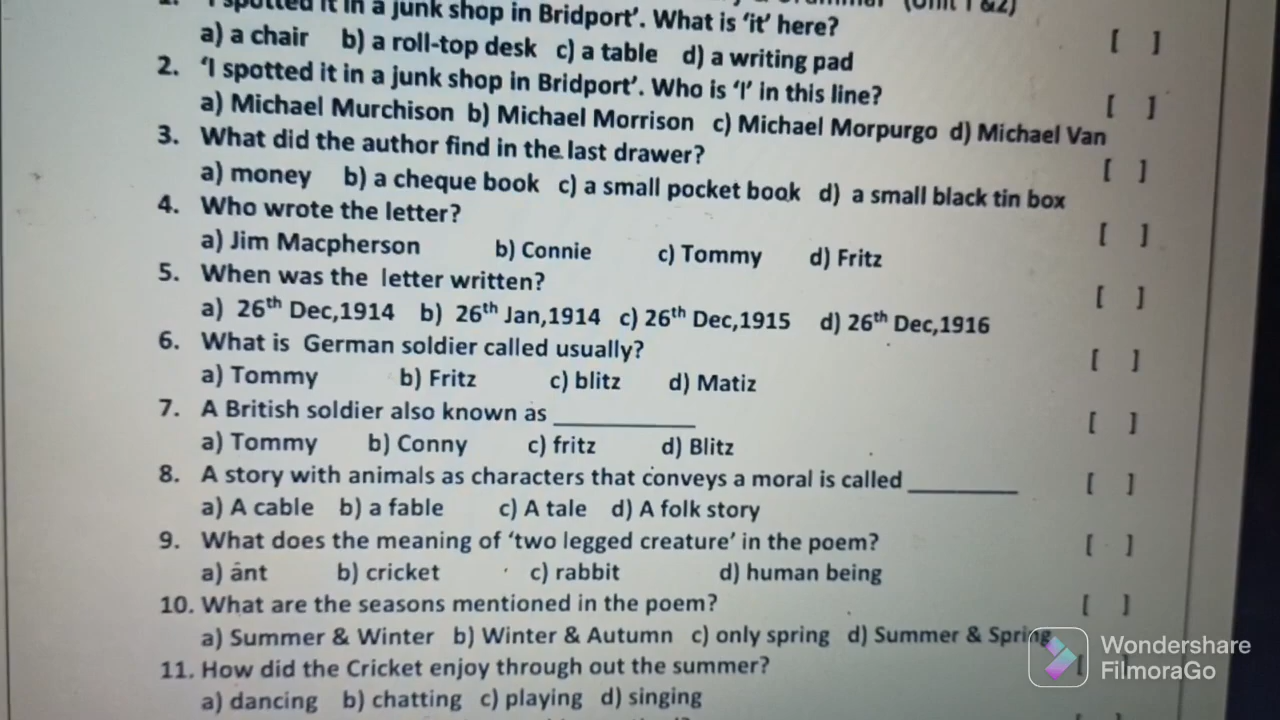 (Unit 1 &2)
1. 'I spotted it in a junk shop in Bridport'. What is 'it' here? [ ]
a) a chair b) a roll-top desk c) a table d) a writing pad
2. 'I spotted it in a junk shop in Bridport'. Who is 'I' in this line? [ ]
a) Michael Murchison b) Michael Morrison c) Michael Morpurgo d) Michael Van
3. What did the author find in the last drawer? [ ]
a) money b) a cheque book c) a small pocket book d) a small black tin box
4. Who wrote the letter? [ ]
a) Jim Macpherson b) Connie c) Tommy d) Fritz
5. When was the letter written? [ ]
a) 26th Dec,1914 b) 26th Jan,1914 c) 26th Dec,1915 d) 26th Dec,1916
6. What is German soldier called usually? [ ]
a) Tommy b) Fritz c) blitz d) Matiz
7. A British soldier also known as __________ [ ]
a) Tommy b) Conny c) fritz d) Blitz
8. A story with animals as characters that conveys a moral is called ________ [ ]
a) A cable b) a fable c) A tale d) A folk story
9. What does the meaning of 'two legged creature' in the poem? [ ]
a) ant b) cricket c) rabbit d) human being
10. What are the seasons mentioned in the poem? [ ]
a) Summer & Winter b) Winter & Autumn c) only spring d) Summer & Spring
11. How did the Cricket enjoy through out the summer? [ ]
a) dancing b) chatting c) playing d) singing
Wondershare
FilmoraGo